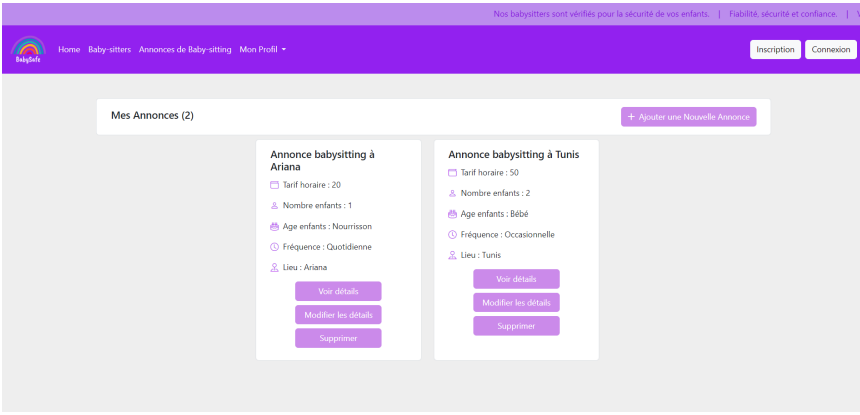 Nos babysitters sont vérifiés pour la sécurité de vos enfants. | Fiabilité, sécurité et confiance. |
BabySafe
Home Baby-sitters Annonces de Baby-sitting Mon Profil
Inscription Connexion
Mes Annonces (2)
+ Ajouter une Nouvelle Annonce
Annonce babysitting à
Ariana
Tarif horaire : 20
Nombre enfants : 1
Age enfants : Nourrisson
Fréquence : Quotidienne
Lieu : Ariana
Voir détails
Modifier les détails
Supprimer
Annonce babysitting à Tunis
Tarif horaire : 50
Nombre enfants : 2
Age enfants : Bébé
Fréquence : Occasionnelle
Lieu : Tunis
Voir détails
Modifier les détails
Supprimer